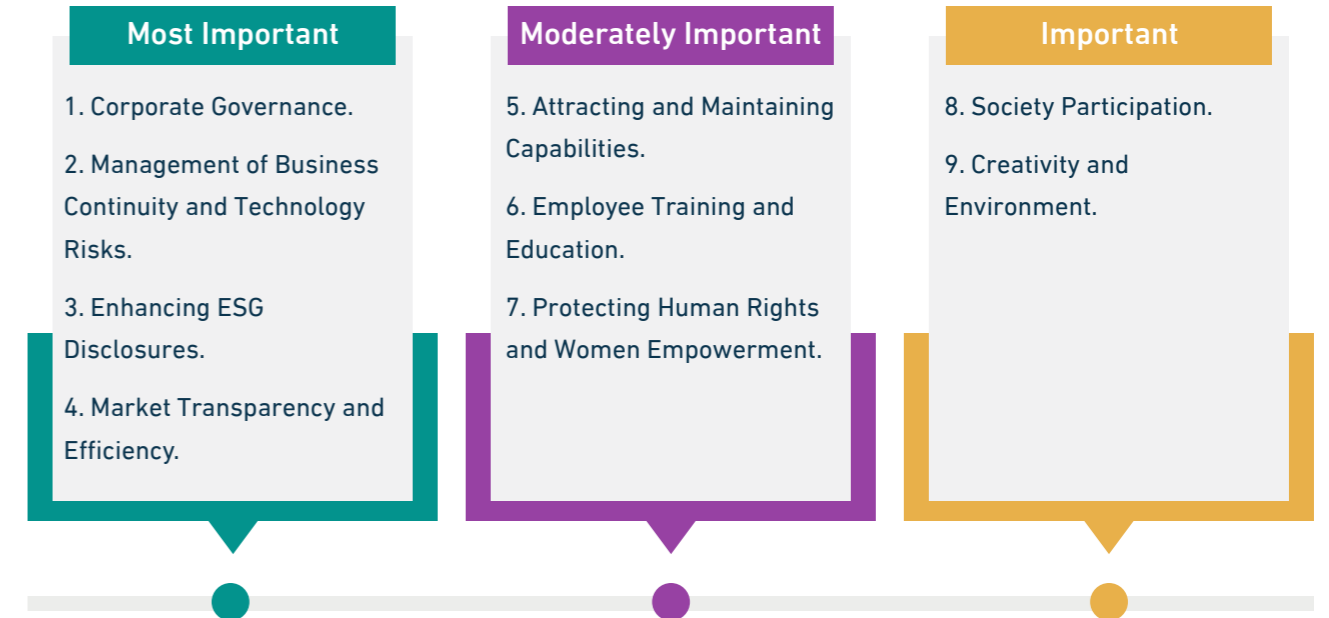 Most Important
1. Corporate Governance.
2. Management of Business
Continuity and Technology
Risks.
3. Enhancing ESG
Disclosures.
4. Market Transparency and
Efficiency.
Moderately Important
5. Attracting and Maintaining
Capabilities.
6. Employee Training and
Education.
7. Protecting Human Rights
and Women Empowerment.
Important
8. Society Participation.
9. Creativity and
Environment.